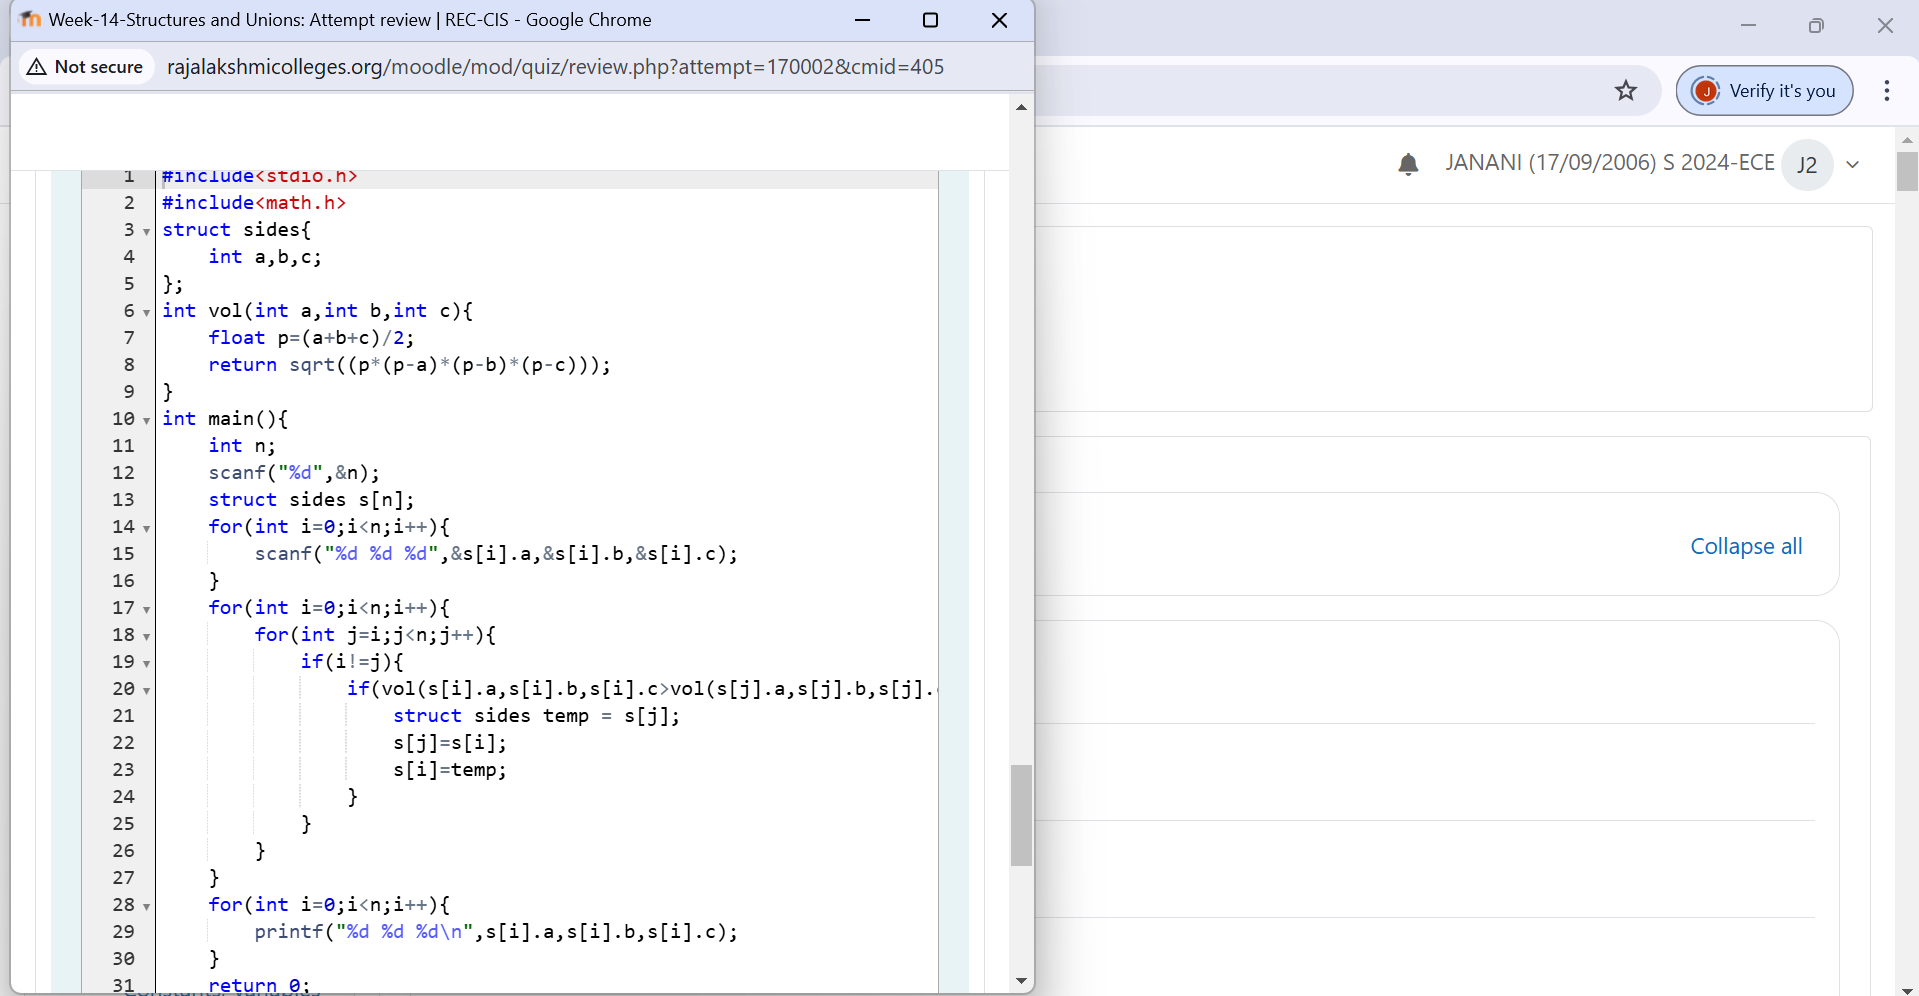 Week-14-Structures and Unions: Attempt review | REC-CIS - Google Chrome
Not secure rajalakshmicolleges.org/moodle/mod/quiz/review.php?attempt=170002&cmid=405
Verify it's you
JANANI (17/09/2006) S 2024-ECE J2
Collapse all
1 #include<stdio.h>
2 #include<math.h>
3 struct sides{
4     int a,b,c;
5 };
6 int vol(int a,int b,int c){
7     float p=(a+b+c)/2;
8     return sqrt((p*(p-a)*(p-b)*(p-c)));
9 }
10 int main(){
11     int n;
12     scanf("%d",&n);
13     struct sides s[n];
14     for(int i=0;i<n;i++){
15         scanf("%d %d %d",&s[i].a,&s[i].b,&s[i].c);
16     }
17     for(int i=0;i<n;i++){
18         for(int j=i;j<n;j++){
19             if(i!=j){
20                 if(vol(s[i].a,s[i].b,s[i].c>vol(s[j].a,s[j].b,s[j].
21                     struct sides temp = s[j];
22                     s[j]=s[i];
23                     s[i]=temp;
24                 }
25             }
26         }
27     }
28     for(int i=0;i<n;i++){
29         printf("%d %d %d\n",s[i].a,s[i].b,s[i].c);
30     }
31     return 0;